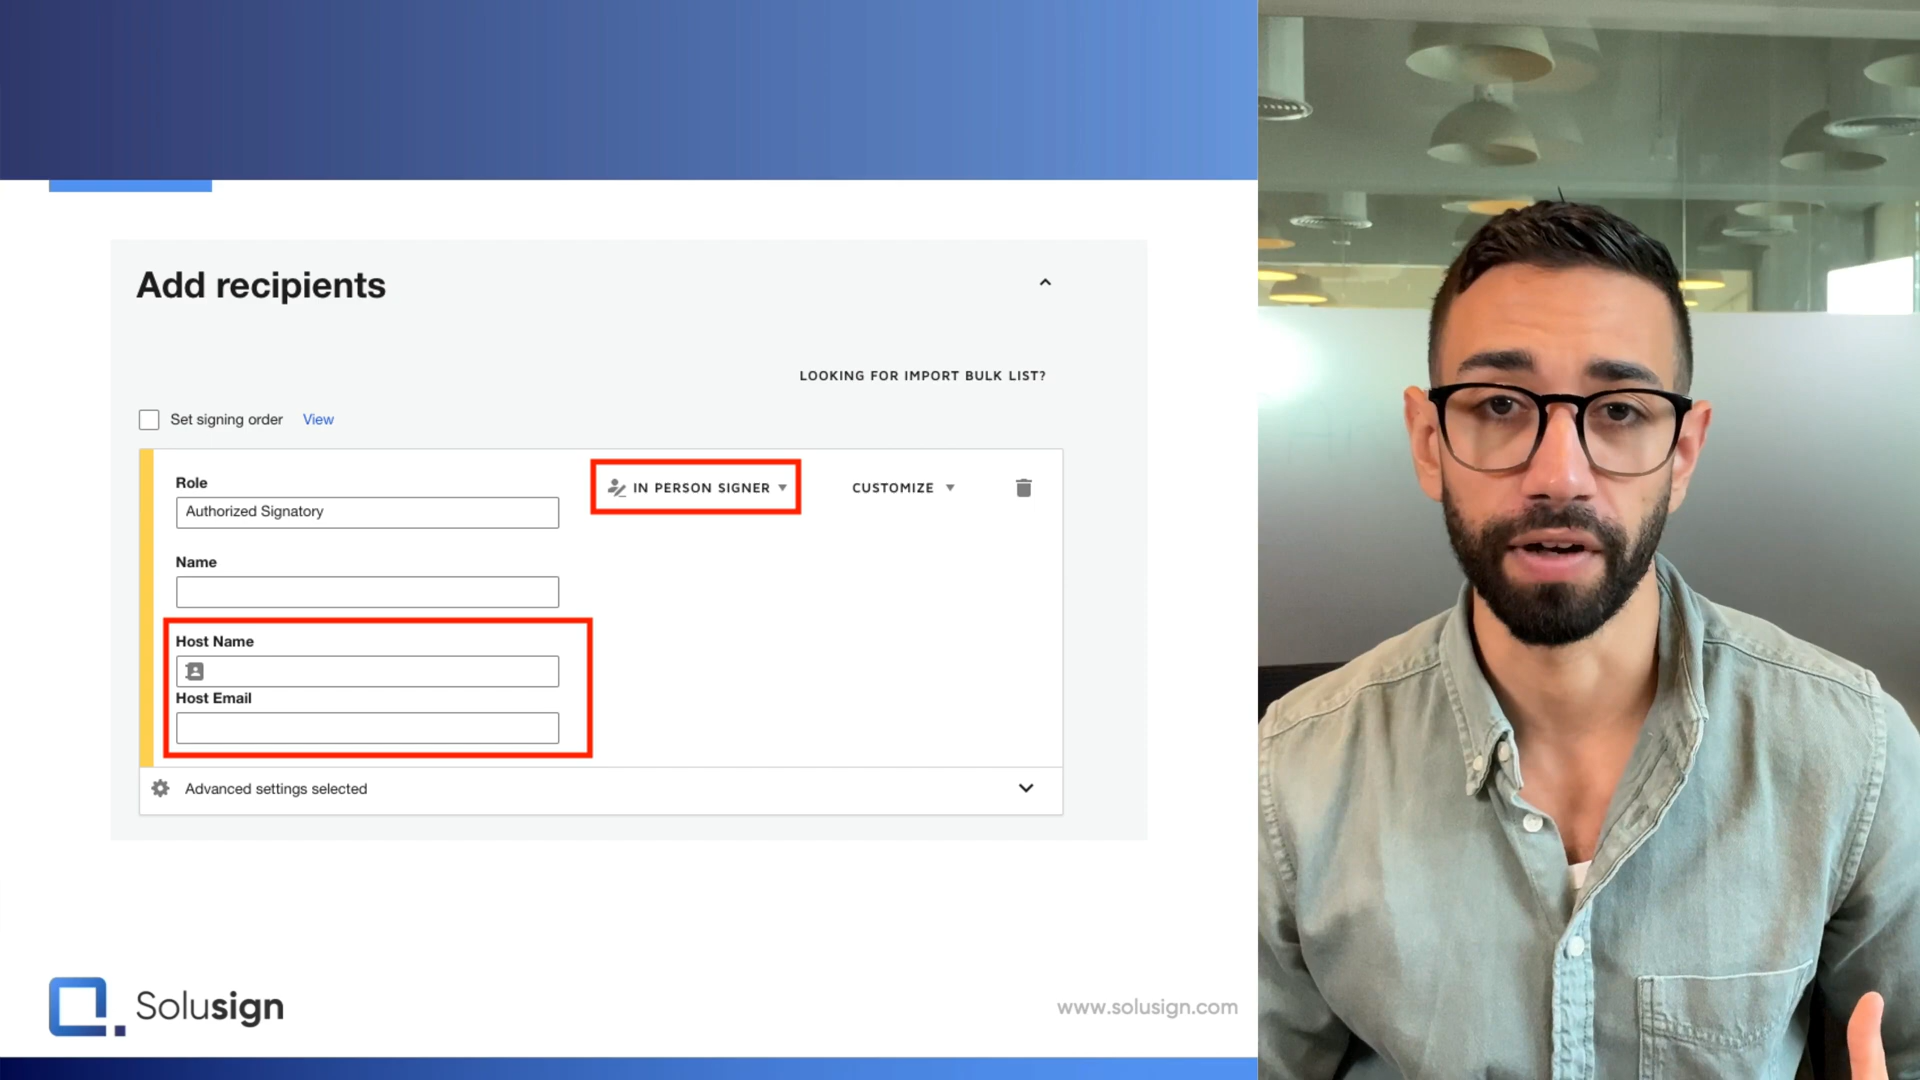 Add recipients
LOOKING FOR IMPORT BULK LIST?
Set signing order View
Role
IN PERSON SIGNER
CUSTOMIZE
Authorized Signatory
Name
Host Name
Host Email
Advanced settings selected
Solusign
www.solusign.com